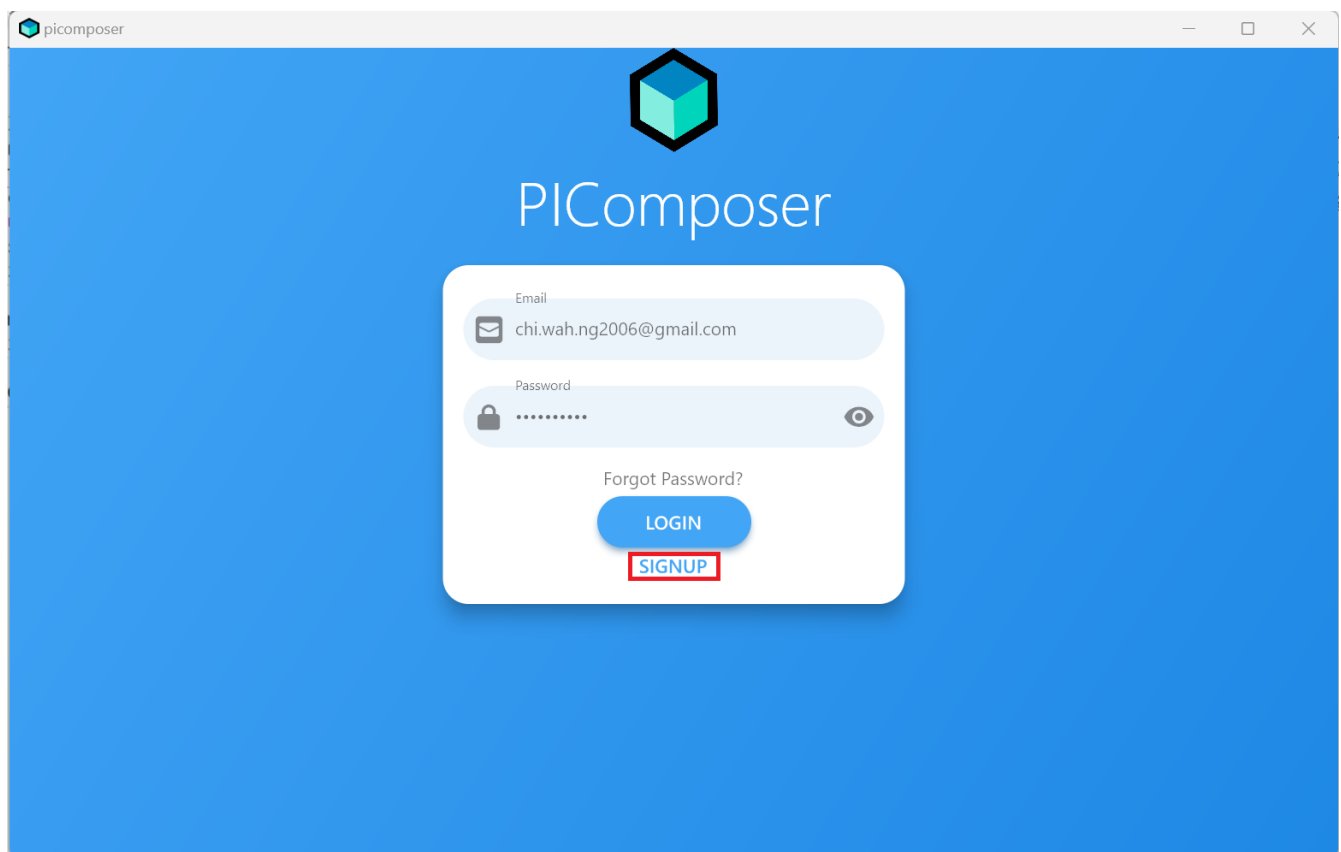 picomposer
PIComposer
Email
chi.wah.ng2006@gmail.com
Password
••••••••••
Forgot Password?
LOGIN
SIGNUP